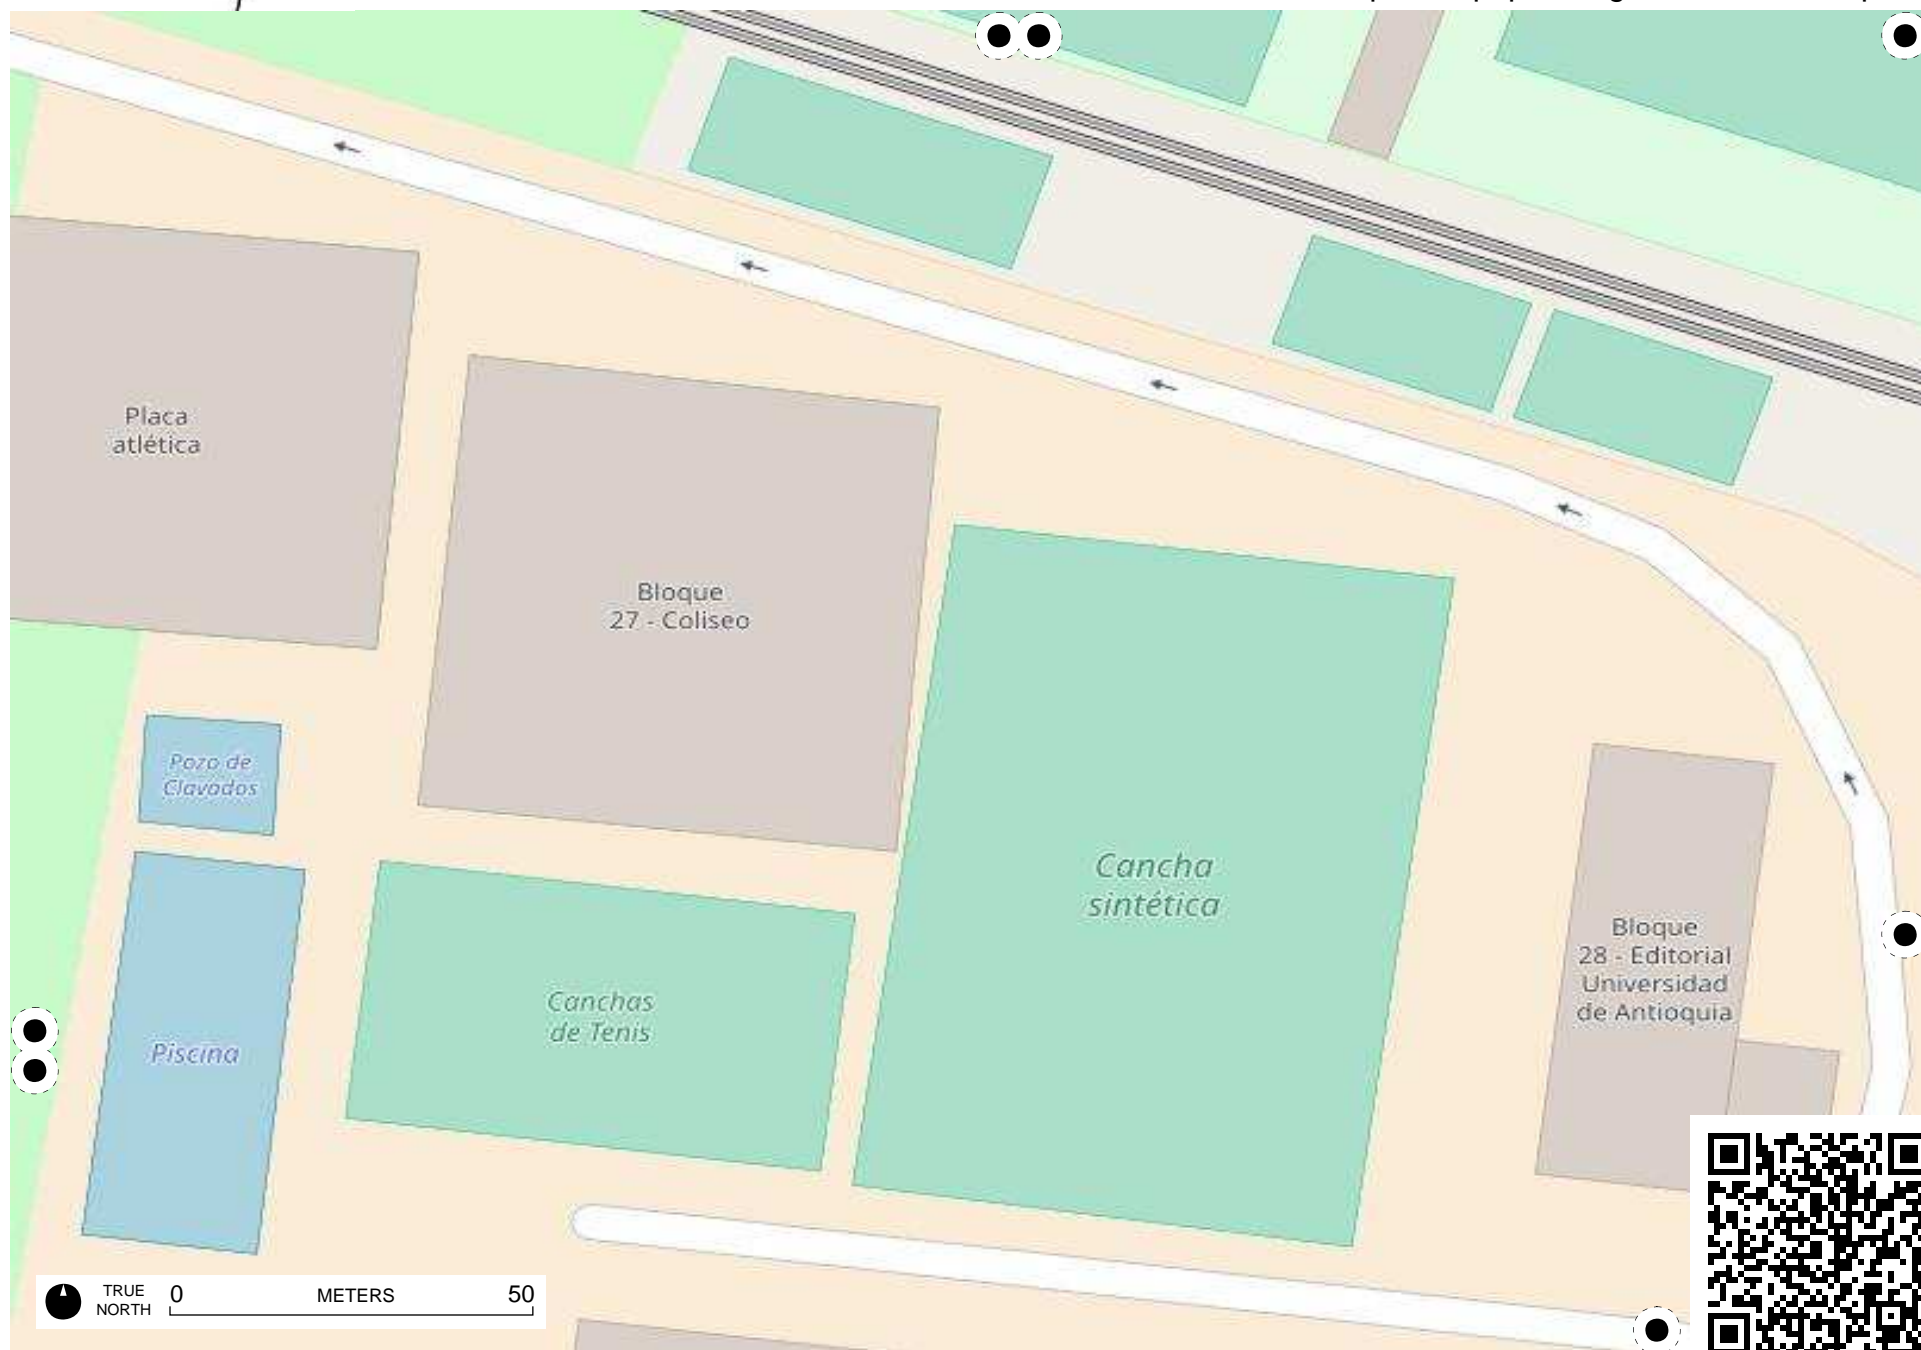 Placa
atlética
Bloque
27 - Coliseo
Pozo de
Clavados
Cancha
sintética
Bloque
28 - Editorial
Universidad
de Antioquia
Canchas
de Tenis
Piscina
TRUE
NORTH
0 METERS 50